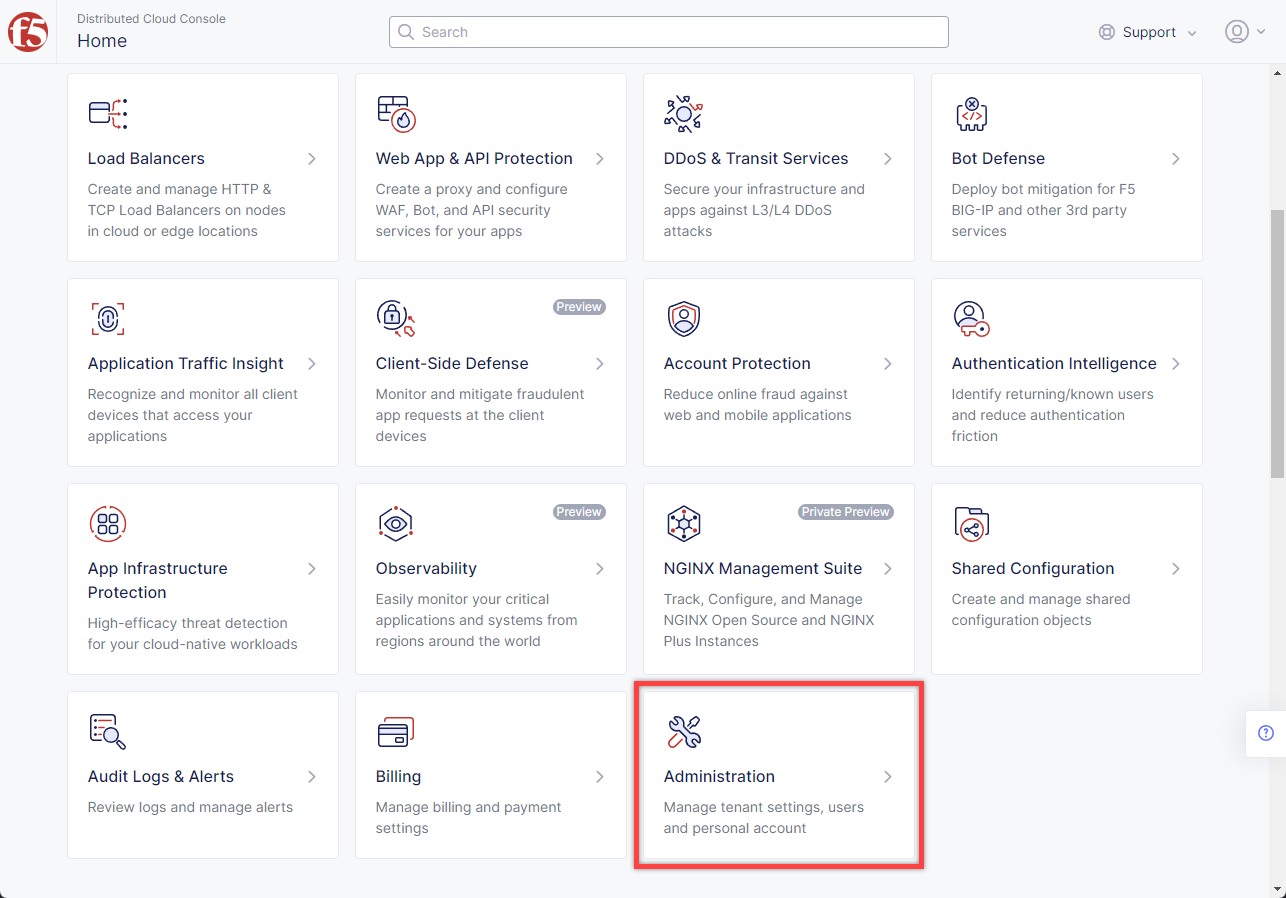 f5
Distributed Cloud Console
Home
Search
Support
Load Balancers
Create and manage HTTP &
TCP Load Balancers on nodes
in cloud or edge locations
Web App & API Protection
Create a proxy and configure
WAF, Bot, and API security
services for your apps
DDoS & Transit Services
Secure your infrastructure and
apps against L3/L4 DDoS
attacks
Bot Defense
Deploy bot mitigation for F5
BIG-IP and other 3rd party
services
Application Traffic Insight
Recognize and monitor all client
devices that access your
applications
Preview
Client-Side Defense
Monitor and mitigate fraudulent
app requests at the client
devices
Account Protection
Reduce online fraud against
web and mobile applications
Authentication Intelligence
Identify returning/known users
and reduce authentication
friction
App Infrastructure
Protection
High-efficacy threat detection
for your cloud-native workloads
Preview
Observability
Easily monitor your critical
applications and systems from
regions around the world
Private Preview
NGINX Management Suite
Track, Configure, and Manage
NGINX Open Source and NGINX
Plus Instances
Shared Configuration
Create and manage shared
configuration objects
Audit Logs & Alerts
Review logs and manage alerts
Billing
Manage billing and payment
settings
Administration
Manage tenant settings, users
and personal account